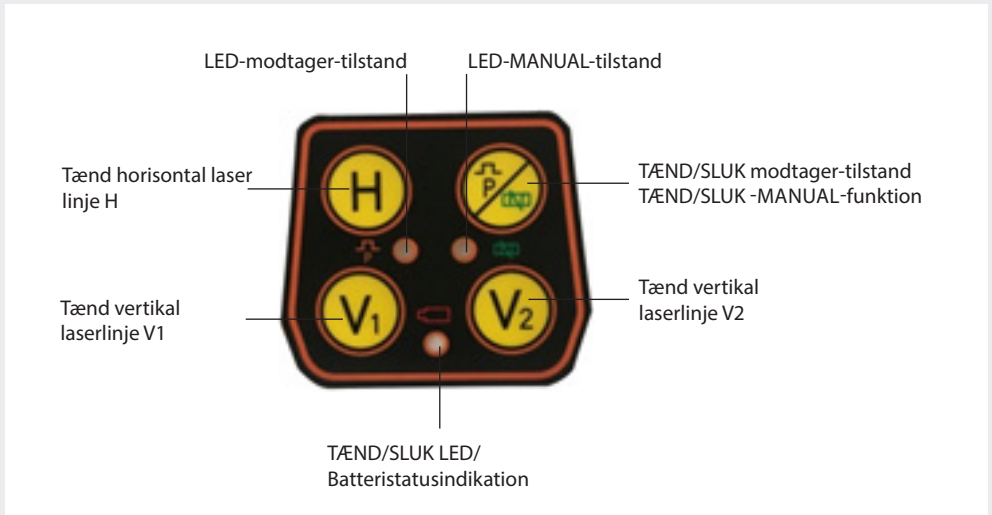 LED-modtager-tilstand
LED-MANUAL-tilstand
Tænd horisontal laser
linje H
H
P
TÆND/SLUK modtager-tilstand
TÆND/SLUK -MANUAL-funktion
P
Tænd vertikal
laserlinje V1
V1
V2
Tænd vertikal
laserlinje V2
TÆND/SLUK LED/
Batteristatusindikation